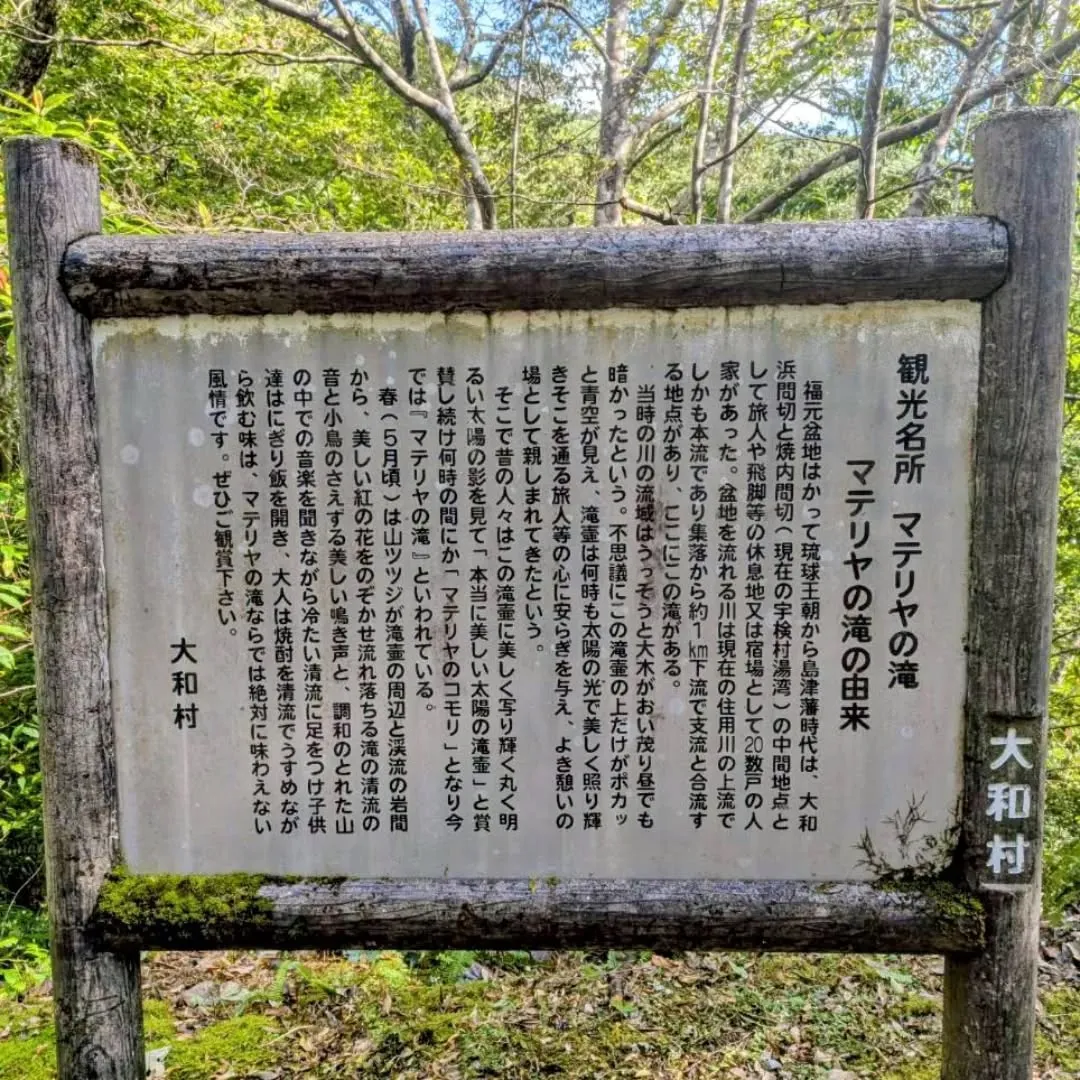 観光名所 マテリヤの滝
マテリヤの滝の由来
福元盆地はかって琉球王朝から島津藩時代は、大和
浜間切と焼内間切(現在の宇検村湯湾)の中間地点と
して旅人や飛脚等の休息地又は宿場として20数戸の人
家があった。盆地を流れる川は現在の住用川の上流で
しかも本流であり集落から約1km下流で支流と合流す
る地点があり、ここにこの滝がある。
当時の川の流域はうっそうと大木がおい茂り昼でも
暗かったという。不思議にこの滝壷の上だけがポカッ
と青空が見え、滝壷は何時も太陽の光で美しく照り輝
きそこを通る旅人等の心に安らぎを与え、よき憩いの
場として親しまれてきたという。
そこで昔の人々はこの滝壷に美しく写り輝く丸く明
るい太陽の影を見て「本当に美しい太陽の滝壷」と賞
賛し続け何時の間にか「マテリヤのコモリ」となり今
では『マテリヤの滝』といわれている。
春(5月頃)は山ツツジが滝壷の周辺と渓流の岩間
から、美しい紅の花をのぞかせ流れ落ちる滝の清流の
音と小鳥のさえずる美しい鳴き声と、調和のとれた山
の中での音楽を聞きながら冷たい清流に足をつけ子供
達はにぎり飯を開き、大人は焼酎を清流でうすめなが
ら飲む味は、マテリヤの滝ならでは絶対に味わえない
風情です。ぜひご観賞下さい。
大和村
大和村